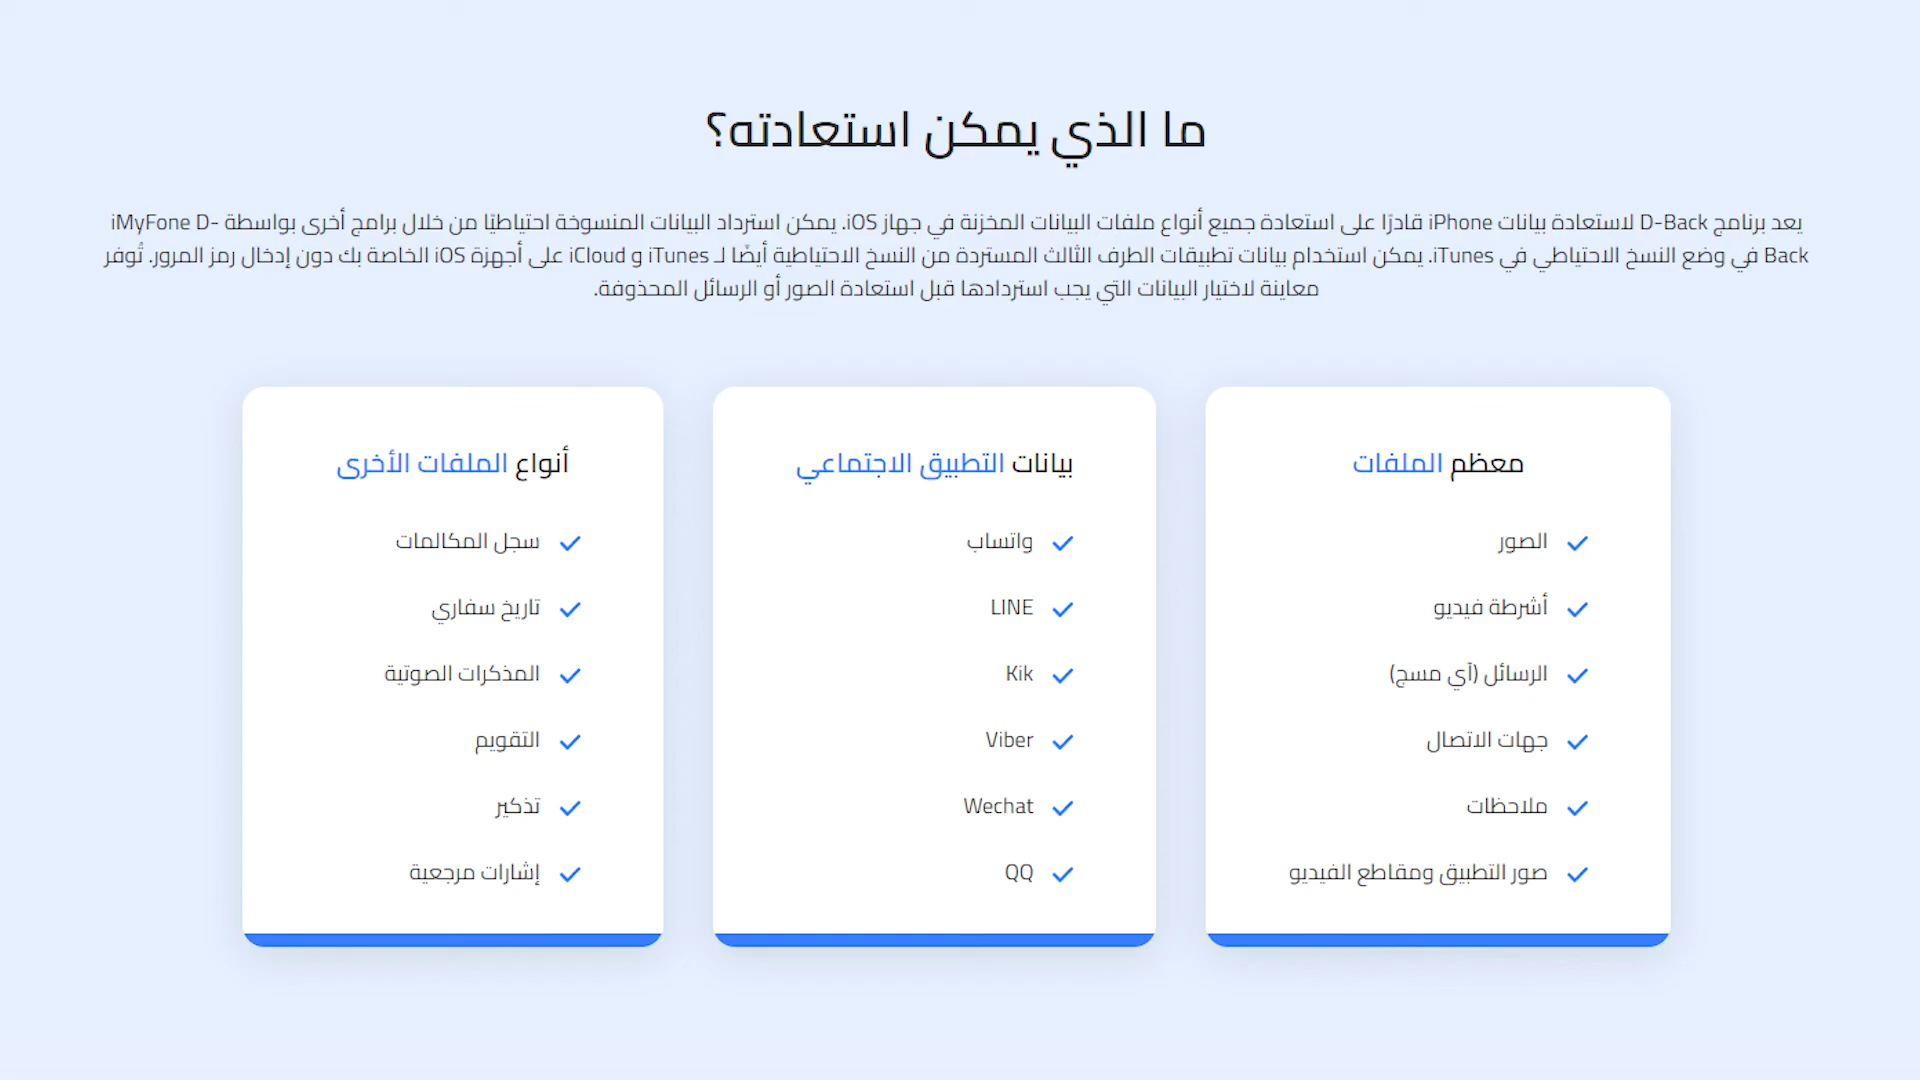 ما الذي يمكن استعادته؟
يعد برنامج D-Back لاستعادة بيانات iPhone قادرًا على استعادة جميع أنواع ملفات البيانات المخزنة في جهاز iOS. يمكن استرداد البيانات المنسوخة احتياطيًا من خلال برامج أخرى بواسطة iMyFone D-
Back في وضع النسخ الاحتياطي في iTunes. يمكن استخدام بيانات تطبيقات الطرف الثالث المستردة من النسخ الاحتياطية أيضًا لـ iTunes و iCloud على أجهزة iOS الخاصة بك دون إدخال رمز المرور. تُوفر
معاينة لاختيار البيانات التي يجب استردادها قبل استعادة الصور أو الرسائل المحذوفة.
معظم الملفات
الصور
أشرطة فيديو
الرسائل (آي مسج)
جهات الاتصال
ملاحظات
صور التطبيق ومقاطع الفيديو
بيانات التطبيق الاجتماعي
واتساب
LINE
Kik
Viber
Wechat
QQ
أنواع الملفات الأخرى
سجل المكالمات
تاريخ سفاري
المذكرات الصوتية
التقويم
تذكير
إشارات مرجعية